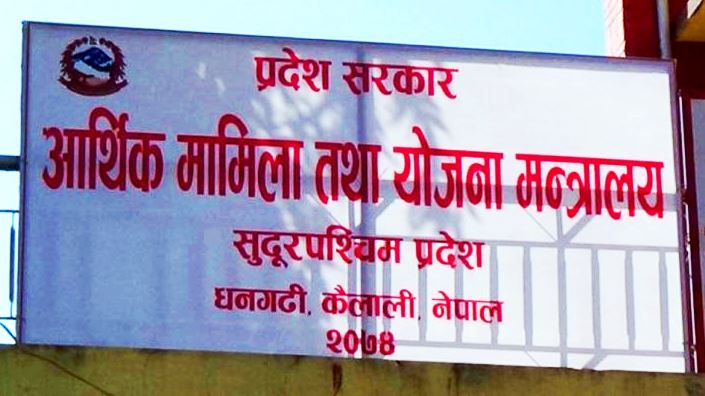 प्रदेश सरकार
आर्थिक मामिला तथा योजना मन्त्रालय
सुदूरपश्चिम प्रदेश
धनगढी, कैलाली, नेपाल
२०७४